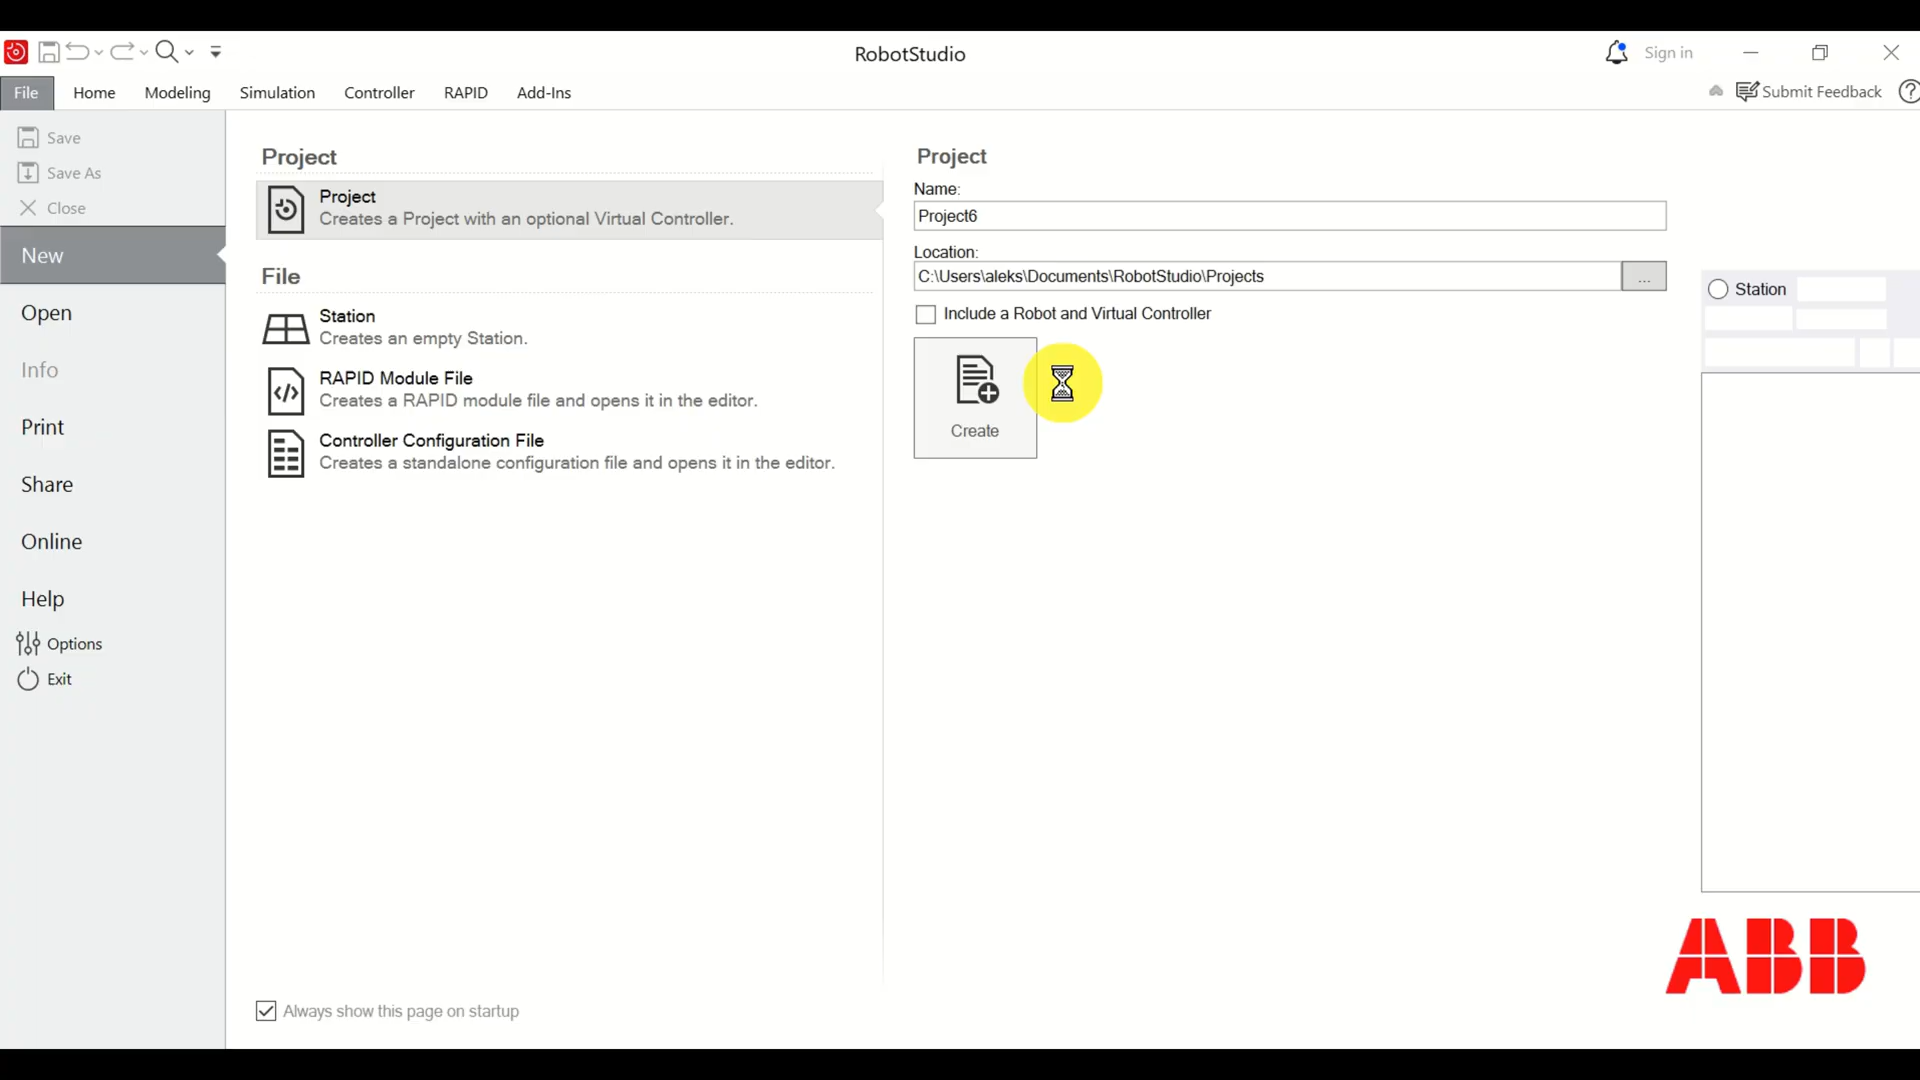 RobotStudio
Sign in
File
Home
Modeling
Simulation
Controller
RAPID
Add-Ins
Submit Feedback
Save
Save As
Close
New
Open
Info
Print
Share
Online
Help
Options
Exit
Project
Project
Creates a Project with an optional Virtual Controller.
File
Station
Creates an empty Station.
RAPID Module File
Creates a RAPID module file and opens it in the editor.
Controller Configuration File
Creates a standalone configuration file and opens it in the editor.
Always show this page on startup
Project
Name:
Project6
Location:
C:\Users\aleks\Documents\RobotStudio\Projects
...
Include a Robot and Virtual Controller
Create
Station
ABB